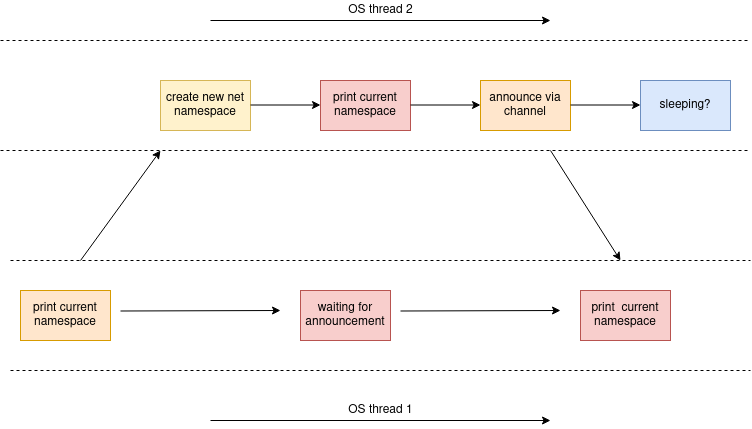 OS thread 2
create new net
namespace
print current
namespace
announce via
channel
sleeping?
print current
namespace
waiting for
announcement
print  current
namespace
OS thread 1